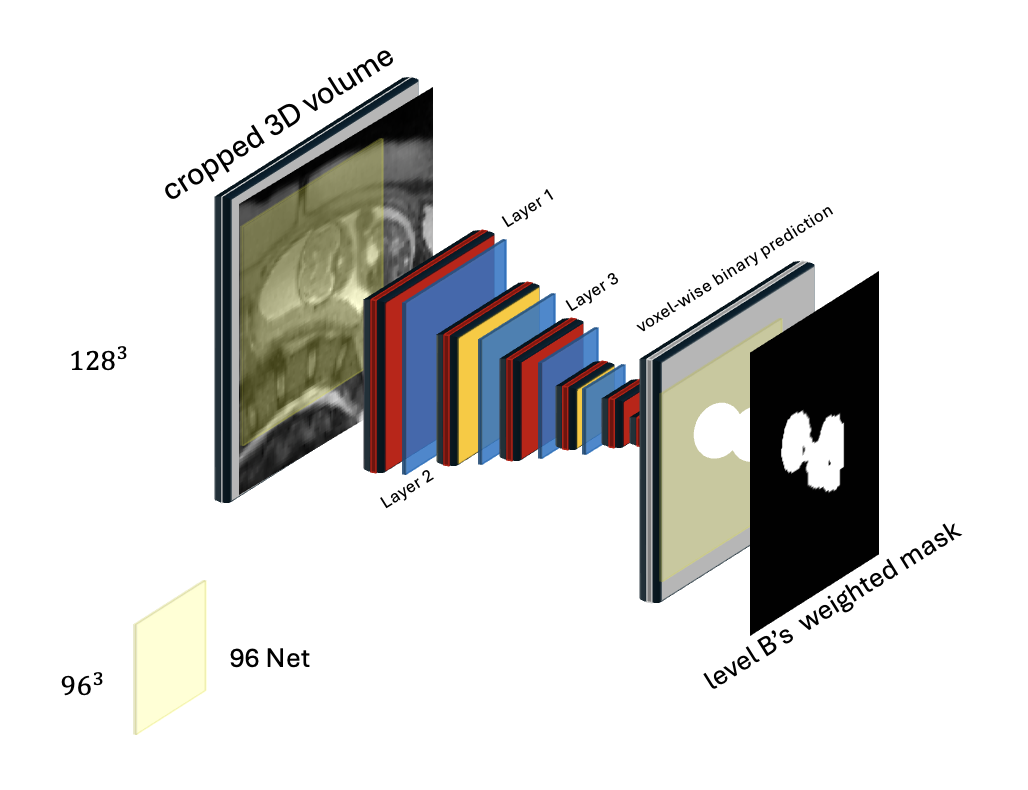 cropped 3D volume
Layer 1
Layer 3
voxel-wise binary prediction
128³
Layer 2
level B’s weighted mask
96 Net
96³